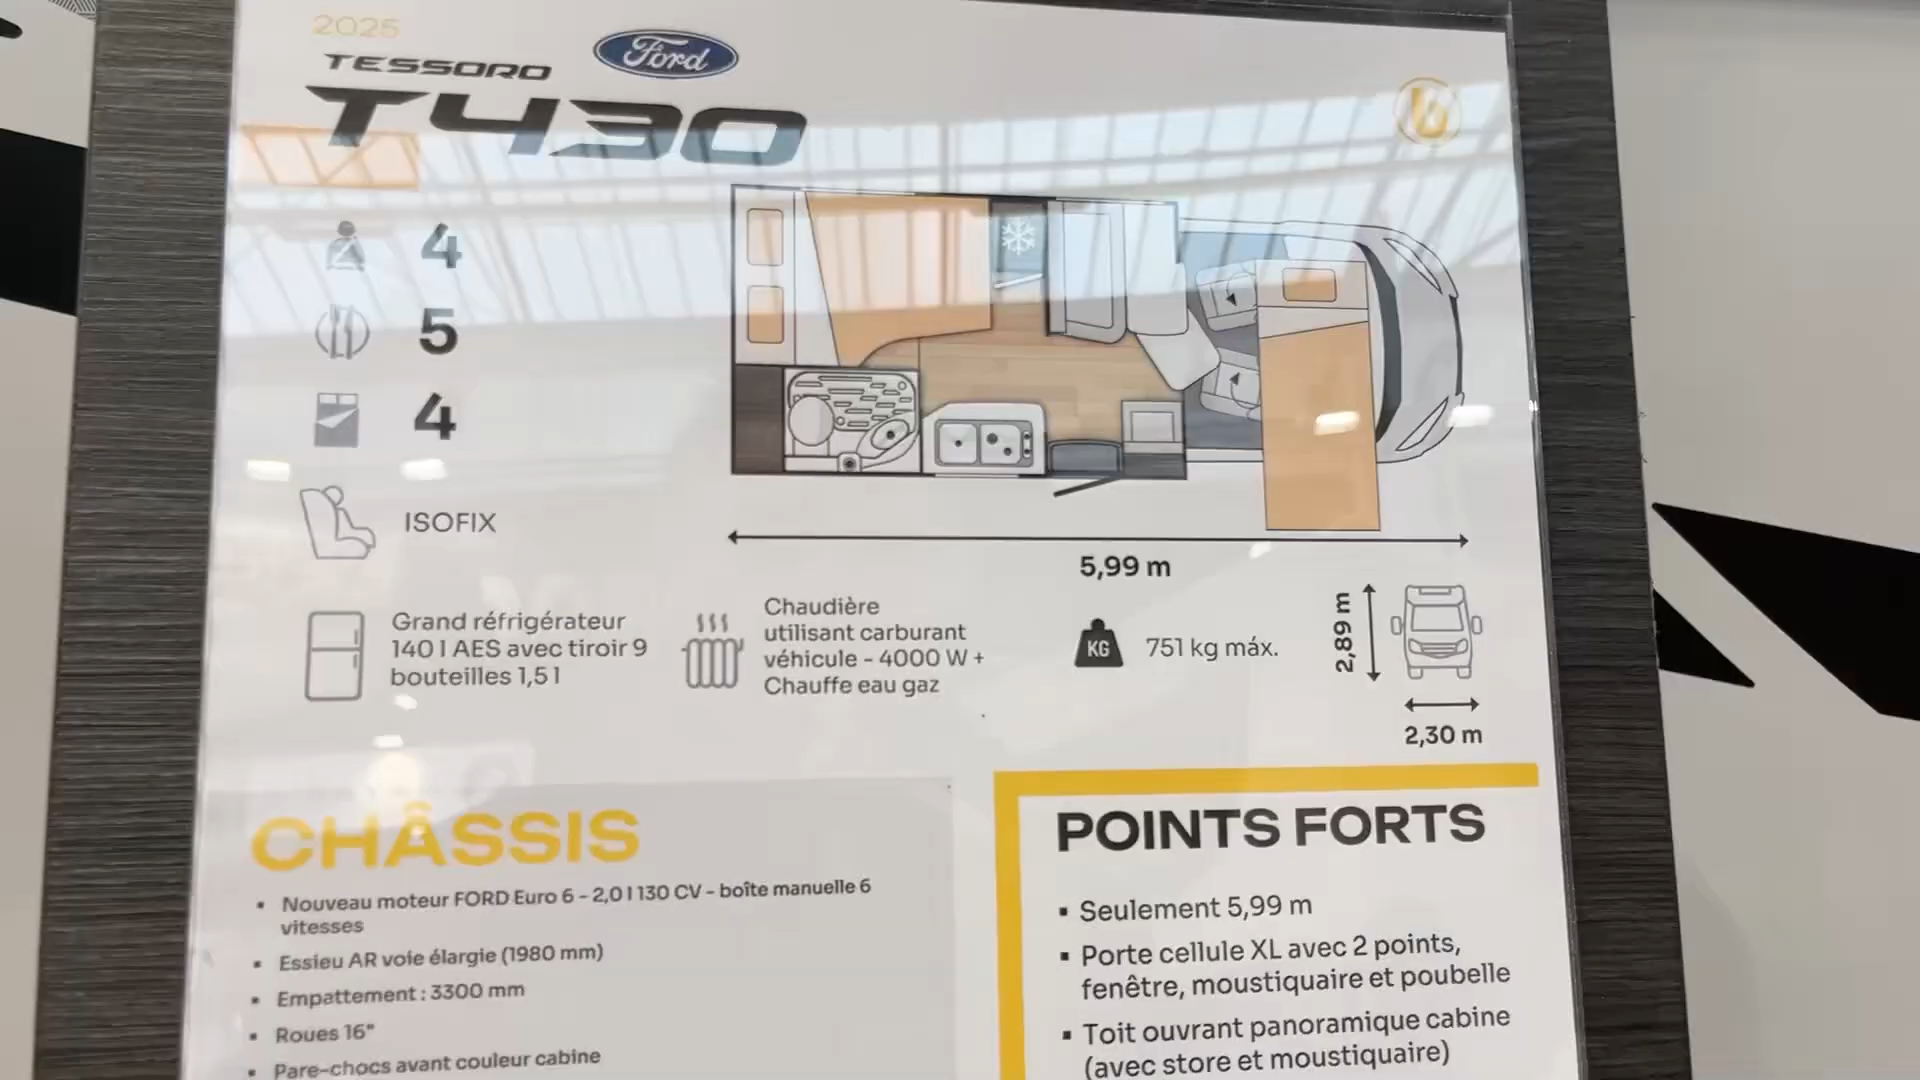 2025
TESSORO
Ford
T430
4
5
4
ISOFIX
5,99 m
Grand réfrigérateur
140 l AES avec tiroir 9
bouteilles 1,5 l
Chaudière
utilisant carburant
véhicule - 4000 W +
Chauffe eau gaz
KG
751 kg máx.
2,89 m
2,30 m
CHÂSSIS
• Nouveau moteur FORD Euro 6 - 2,0 l 130 CV - boîte manuelle 6
vitesses
• Essieu AR voie élargie (1980 mm)
• Empattement : 3300 mm
• Roues 16"
• Pare-chocs avant couleur cabine
POINTS FORTS
▪ Seulement 5,99 m
▪ Porte cellule XL avec 2 points,
fenêtre, moustiquaire et poubelle
▪ Toit ouvrant panoramique cabine
(avec store et moustiquaire)